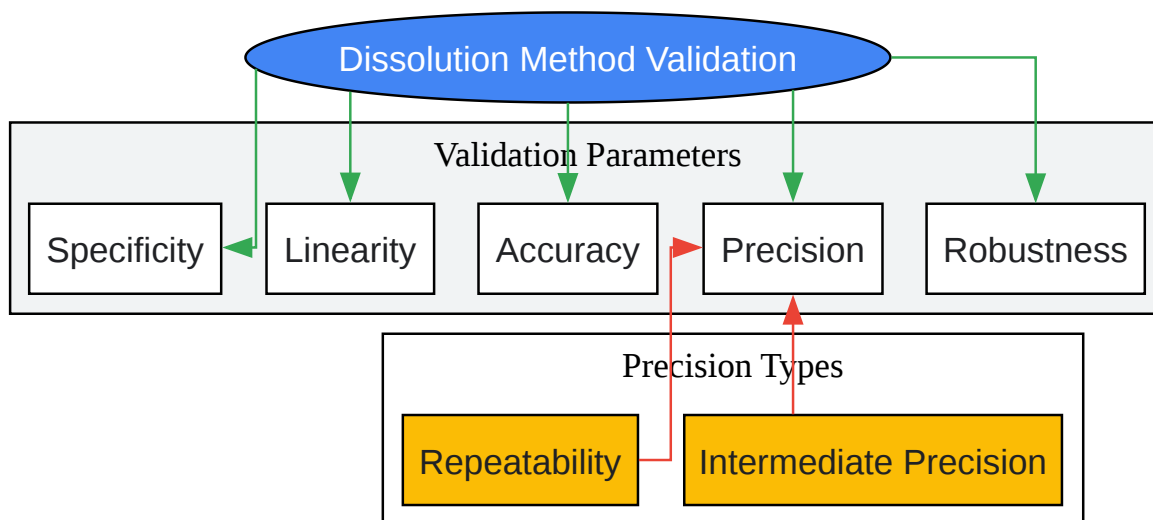 Dissolution Method Validation
Validation Parameters
Specificity
Linearity
Accuracy
Precision
Robustness
Precision Types
Repeatability
Intermediate Precision